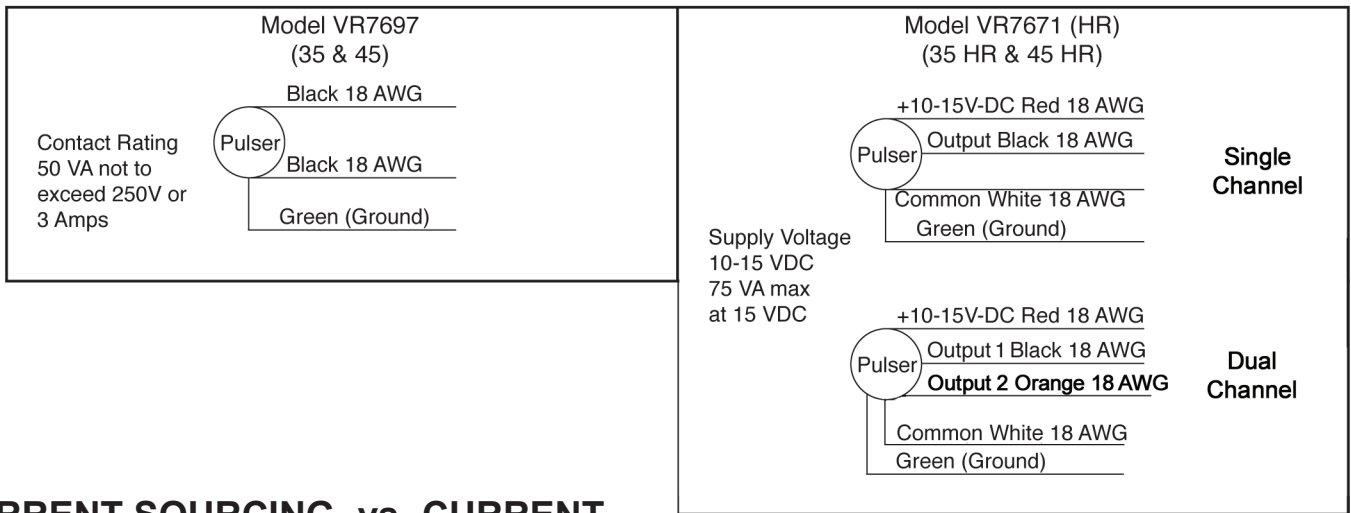 Model VR7697
(35 & 45)
Black 18 AWG
Contact Rating
50 VA not to
exceed 250V or
3 Amps
Pulser
Black 18 AWG
Green (Ground)
Model VR7671 (HR)
(35 HR & 45 HR)
+10-15V-DC Red 18 AWG
Output Black 18 AWG
Pulser
Common White 18 AWG
Green (Ground)
Single
Channel
Supply Voltage
10-15 VDC
75 VA max
at 15 VDC
+10-15V-DC Red 18 AWG
Output 1 Black 18 AWG
Pulser
Output 2 Orange 18 AWG
Common White 18 AWG
Green (Ground)
Dual
Channel
SOURCING vs. CURRENT